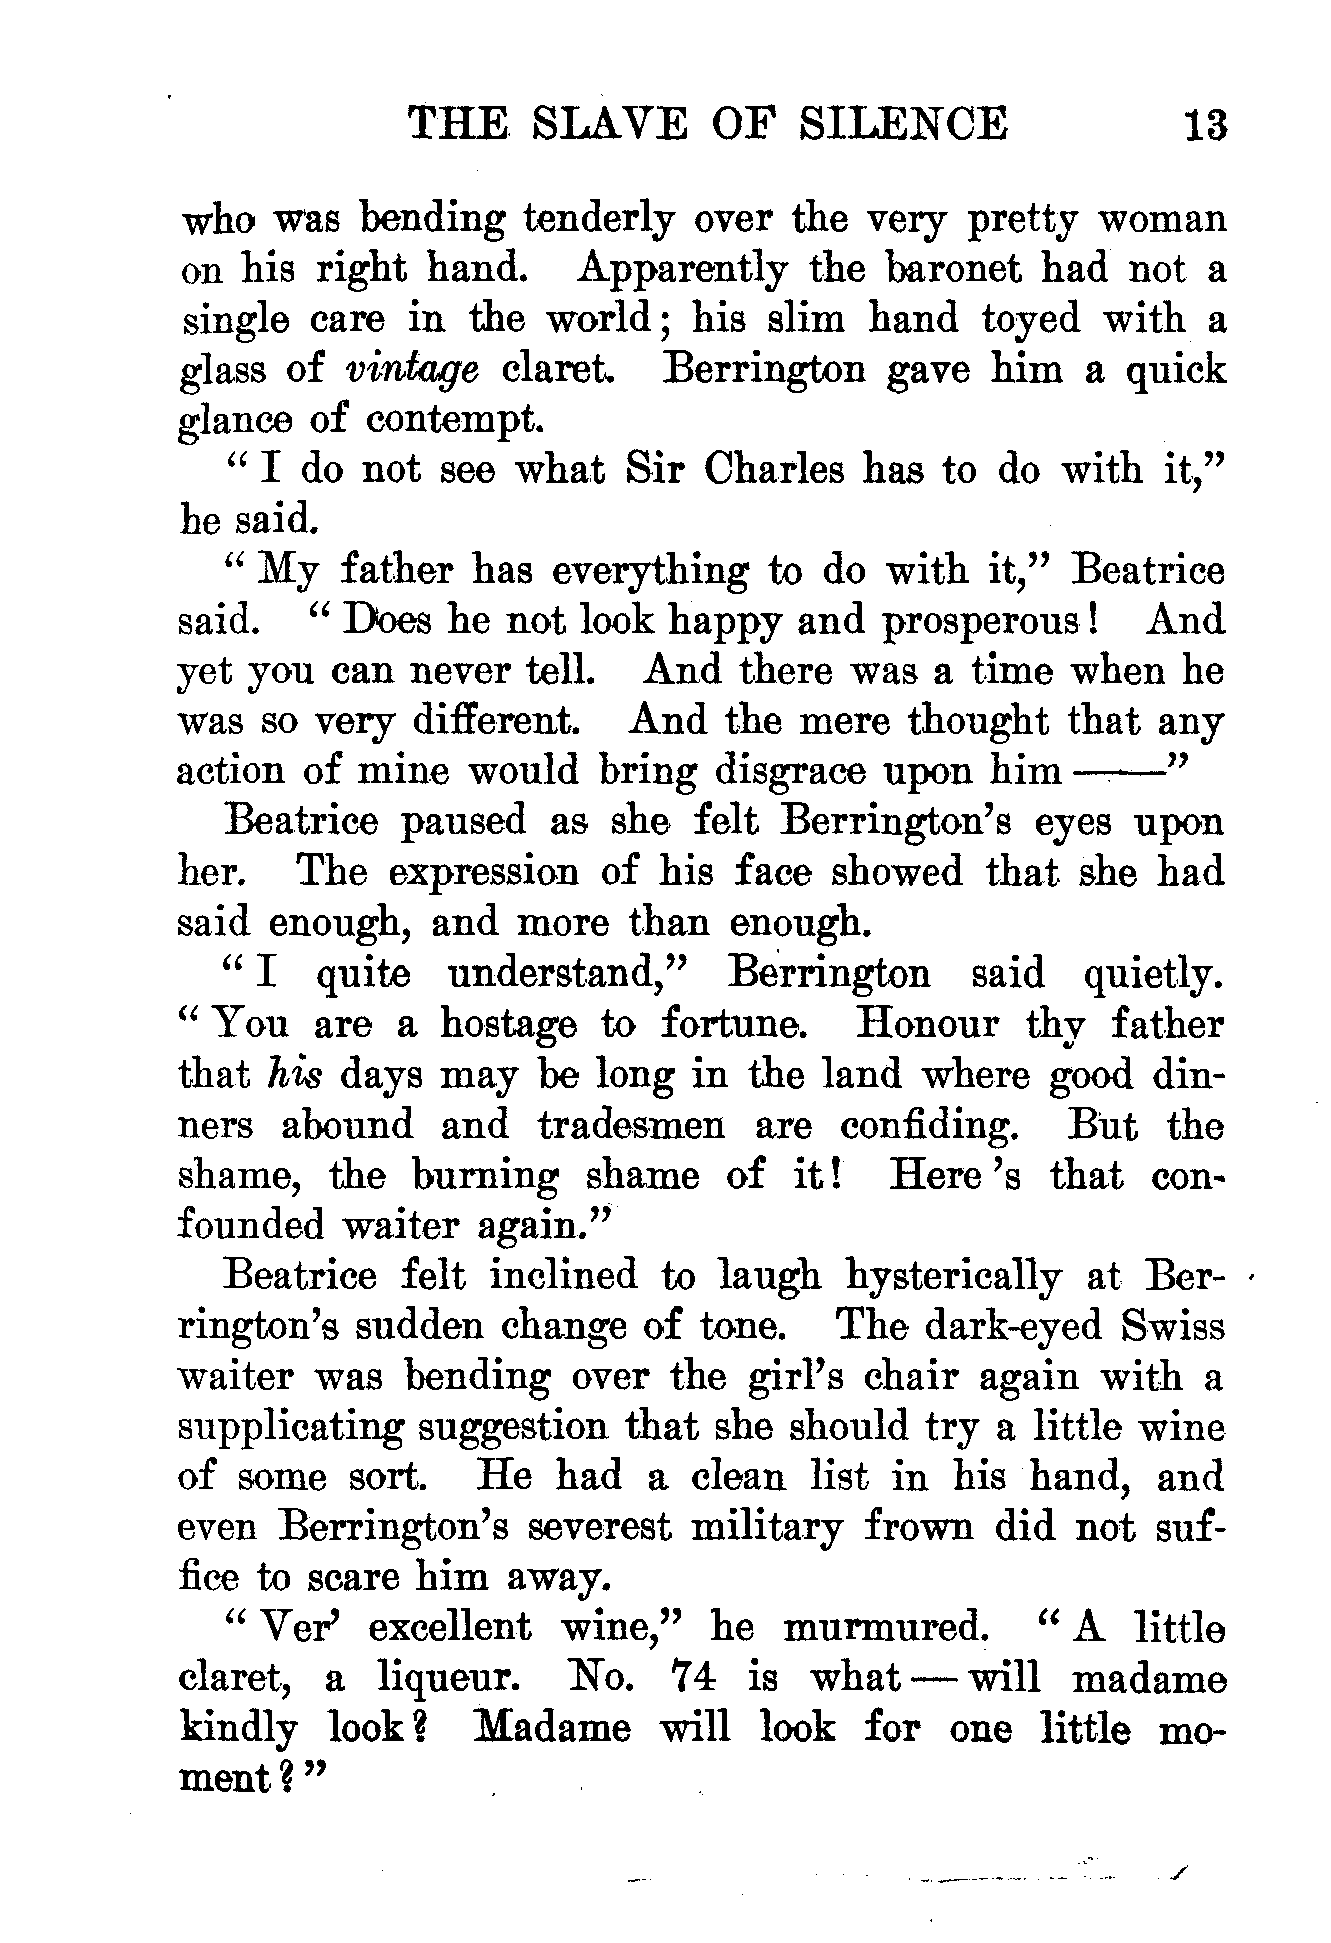 THE SLAVE OF SILENCE 13
who was bending tenderly over the very pretty woman
on his right hand. Apparently the baronet had not a
single care in the world; his slim hand toyed with a
glass of vintage claret. Berrington gave him a quick
glance of contempt.
“ I do not see what Sir Charles has to do with it,”
he said.
“ My father has everything to do with it,” Beatrice
said. “ Does he not look happy and prosperous! And
yet you can never tell. And there was a time when he
was so very different. And the mere thought that any
action of mine would bring disgrace upon him ——”
Beatrice paused as she felt Berrington’s eyes upon
her. The expression of his face showed that she had
said enough, and more than enough.
“ I quite understand,” Berrington said quietly.
“ You are a hostage to fortune. Honour thy father
that his days may be long in the land where good din-
ners abound and tradesmen are confiding. But the
shame, the burning shame of it! Here ’s that con-
founded waiter again.”
Beatrice felt inclined to laugh hysterically at Ber-
rington’s sudden change of tone. The dark-eyed Swiss
waiter was bending over the girl’s chair again with a
supplicating suggestion that she should try a little wine
of some sort. He had a clean list in his hand, and
even Berrington’s severest military frown did not suf-
fice to scare him away.
“ Ver’ excellent wine,” he murmured. “ A little
claret, a liqueur. No. 74 is what — will madame
kindly look? Madame will look for one little mo-
ment?”